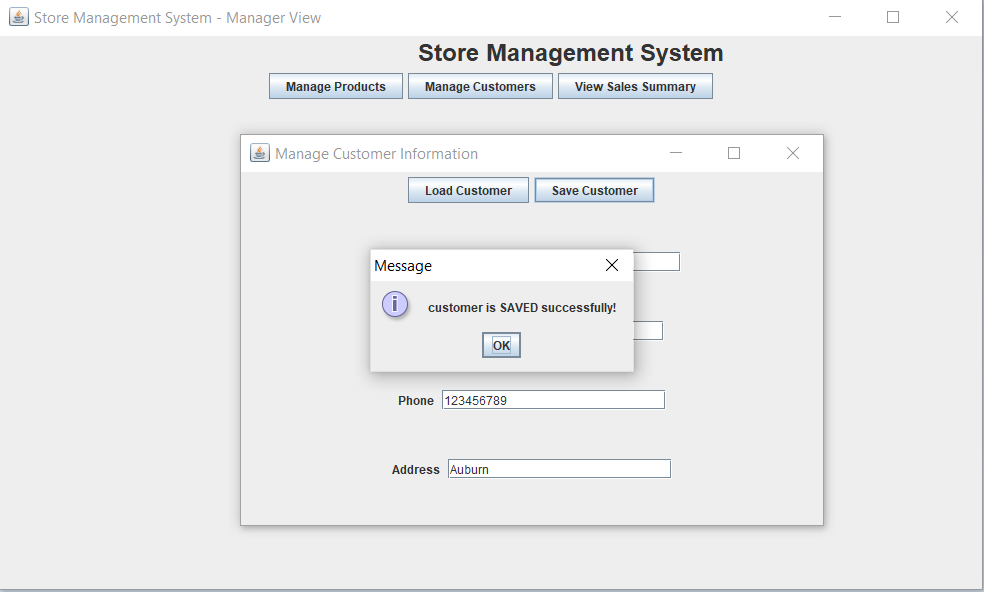 Store Management System - Manager View
Store Management System
Manage Products Manage Customers View Sales Summary
Manage Customer Information
Load Customer Save Customer
Message
i customer is SAVED successfully!
OK
Phone 123456789
Address Auburn